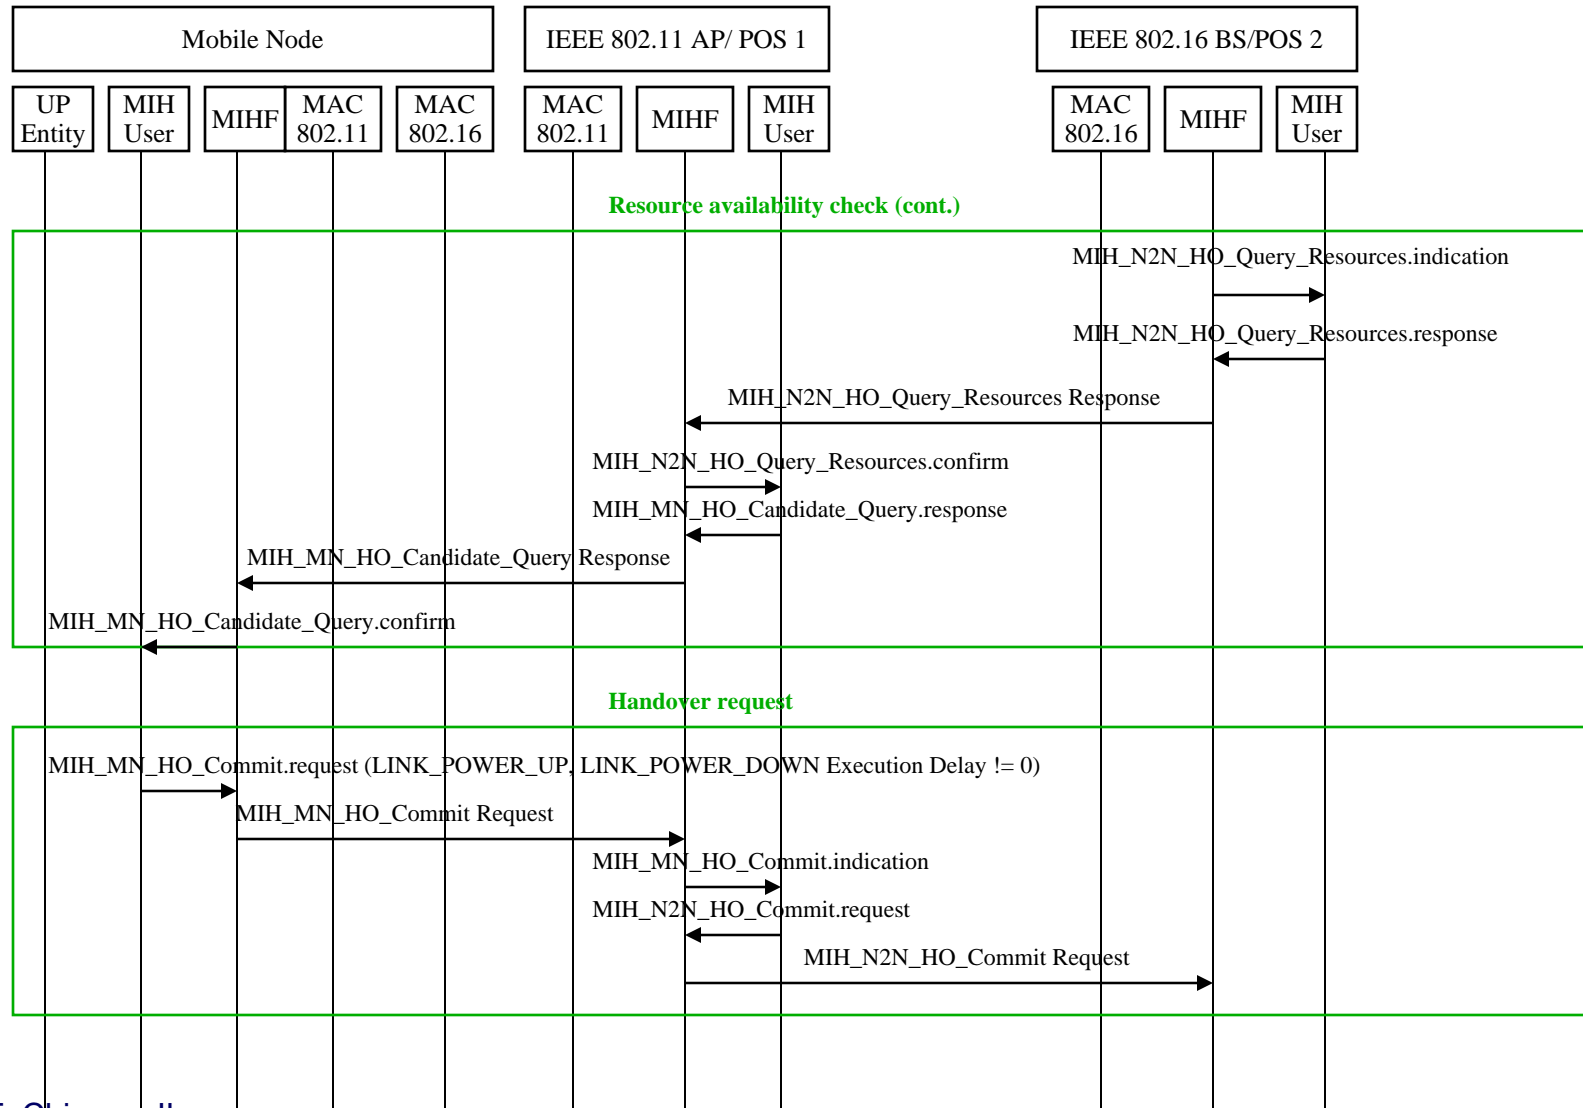 Mobile Node
IEEE 802.11 AP/ POS 1
IEEE 802.16 BS/POS 2
UP
Entity
MIH
User
MIHF
MAC
802.11
MAC
802.16
MAC
802.11
MIHF
MIH
User
MAC
802.16
MIHF
MIH
User
Resource availability check (cont.)
MIH_N2N_HO_Query_Resources.indication
MIH_N2N_HO_Query_Resources.response
MIH_N2N_HO_Query_Resources Response
MIH_N2N_HO_Query_Resources.confirm
MIH_MN_HO_Candidate_Query.response
MIH_MN_HO_Candidate_Query Response
MIH_MN_HO_Candidate_Query.confirm
Handover request
MIH_MN_HO_Commit.request (LINK_POWER_UP, LINK_POWER_DOWN Execution Delay != 0)
MIH_MN_HO_Commit Request
MIH_MN_HO_Commit.indication
MIH_N2N_HO_Commit.request
MIH_N2N_HO_Commit Request